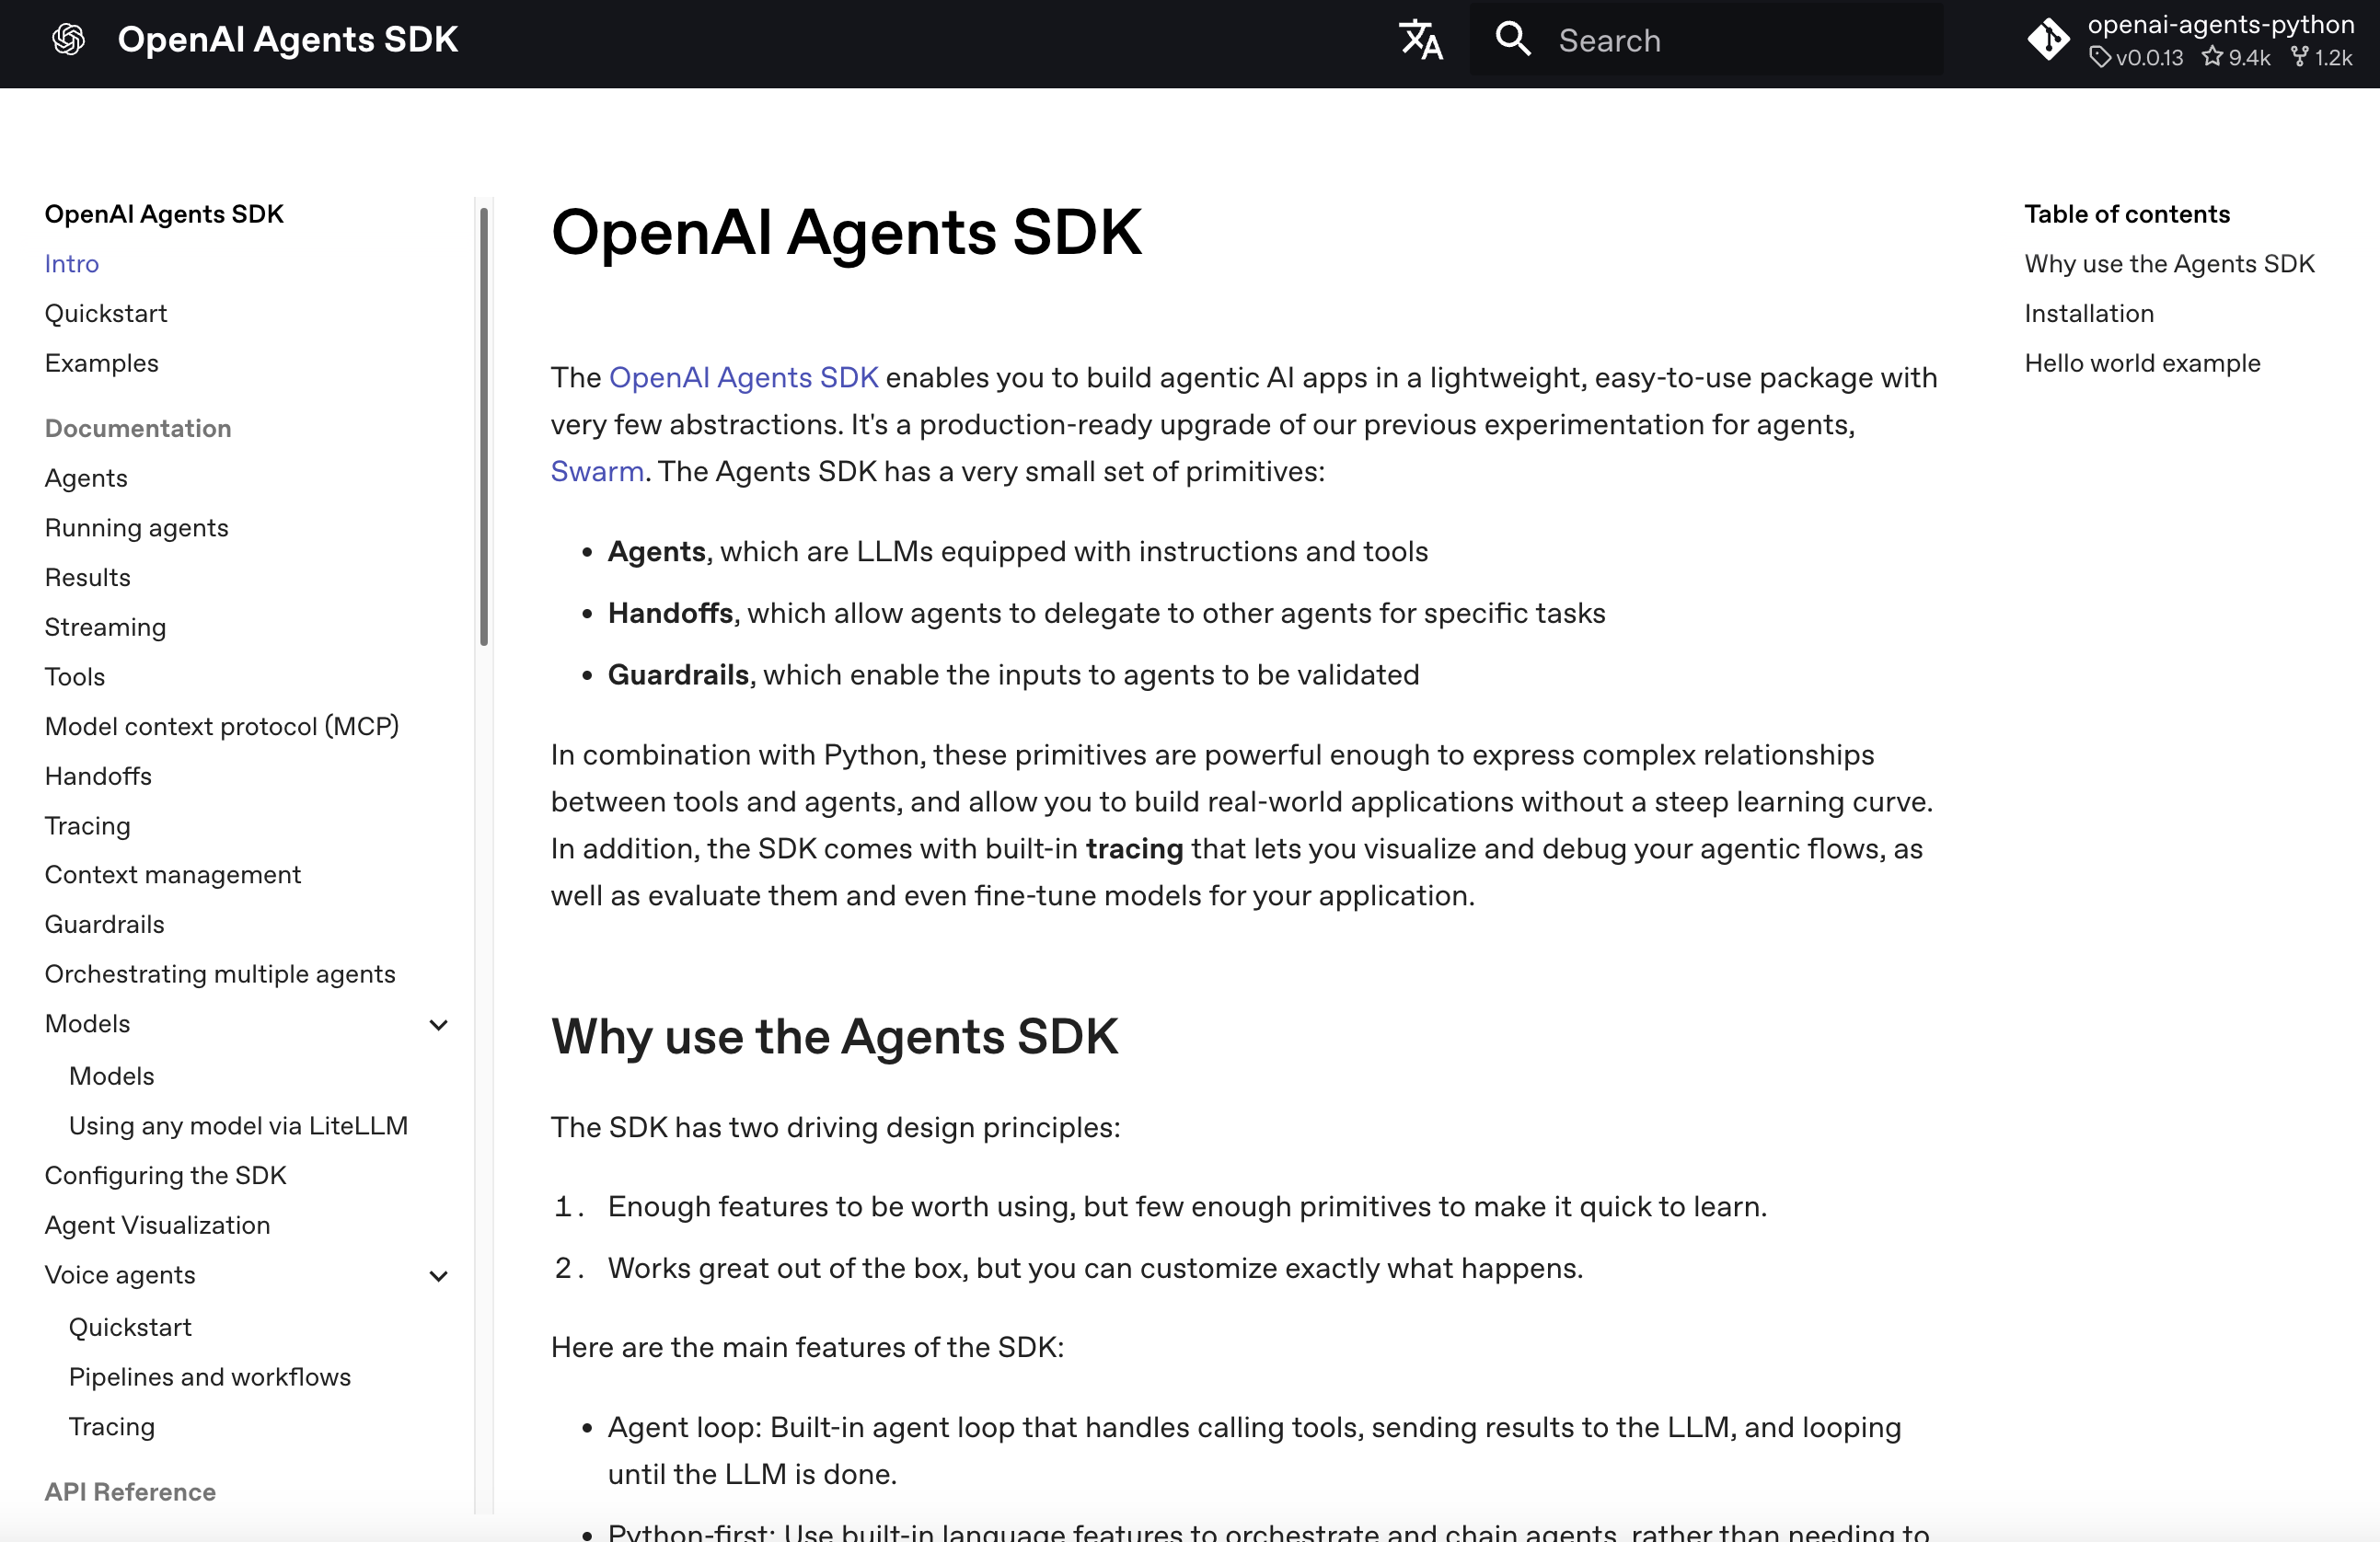 OpenAI Agents SDK
Search
openai-agents-python
v0.0.13 9.4k 1.2k
OpenAI Agents SDK
Intro
Quickstart
Examples
Documentation
Agents
Running agents
Results
Streaming
Tools
Model context protocol (MCP)
Handoffs
Tracing
Context management
Guardrails
Orchestrating multiple agents
Models
Models
Using any model via LiteLLM
Configuring the SDK
Agent Visualization
Voice agents
Quickstart
Pipelines and workflows
Tracing
API Reference
OpenAI Agents SDK
The OpenAI Agents SDK enables you to build agentic AI apps in a lightweight, easy-to-use package with
very few abstractions. It's a production-ready upgrade of our previous experimentation for agents,
Swarm. The Agents SDK has a very small set of primitives:
• Agents, which are LLMs equipped with instructions and tools
• Handoffs, which allow agents to delegate to other agents for specific tasks
• Guardrails, which enable the inputs to agents to be validated
In combination with Python, these primitives are powerful enough to express complex relationships
between tools and agents, and allow you to build real-world applications without a steep learning curve.
In addition, the SDK comes with built-in tracing that lets you visualize and debug your agentic flows, as
well as evaluate them and even fine-tune models for your application.
Why use the Agents SDK
The SDK has two driving design principles:
1. Enough features to be worth using, but few enough primitives to make it quick to learn.
2. Works great out of the box, but you can customize exactly what happens.
Here are the main features of the SDK:
• Agent loop: Built-in agent loop that handles calling tools, sending results to the LLM, and looping
until the LLM is done.
• Python-first: Use built-in language features to orchestrate and chain agents, rather than needing to
Table of contents
Why use the Agents SDK
Installation
Hello world example